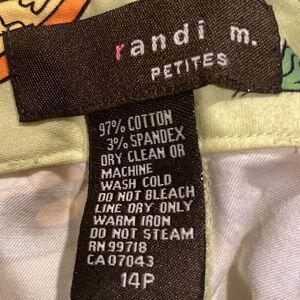 randi m.
PETITES
97% COTTON
3% SPANDEX
DRY CLEAN OR
MACHINE
WASH COLD
DO NOT BLEACH
LINE DRY ONLY
WARM IRON
DO NOT STEAM
RN 99718
CA 07043
14P